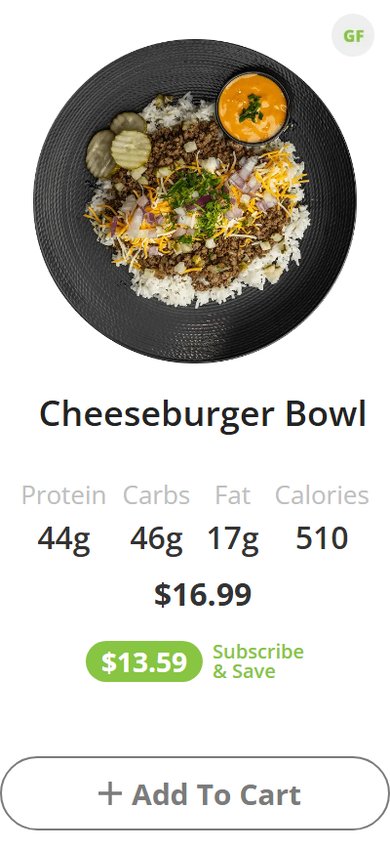 GF
Cheeseburger Bowl
Protein Carbs Fat Calories
44g 46g 17g 510
$16.99
$13.59 Subscribe
& Save
+ Add To Cart